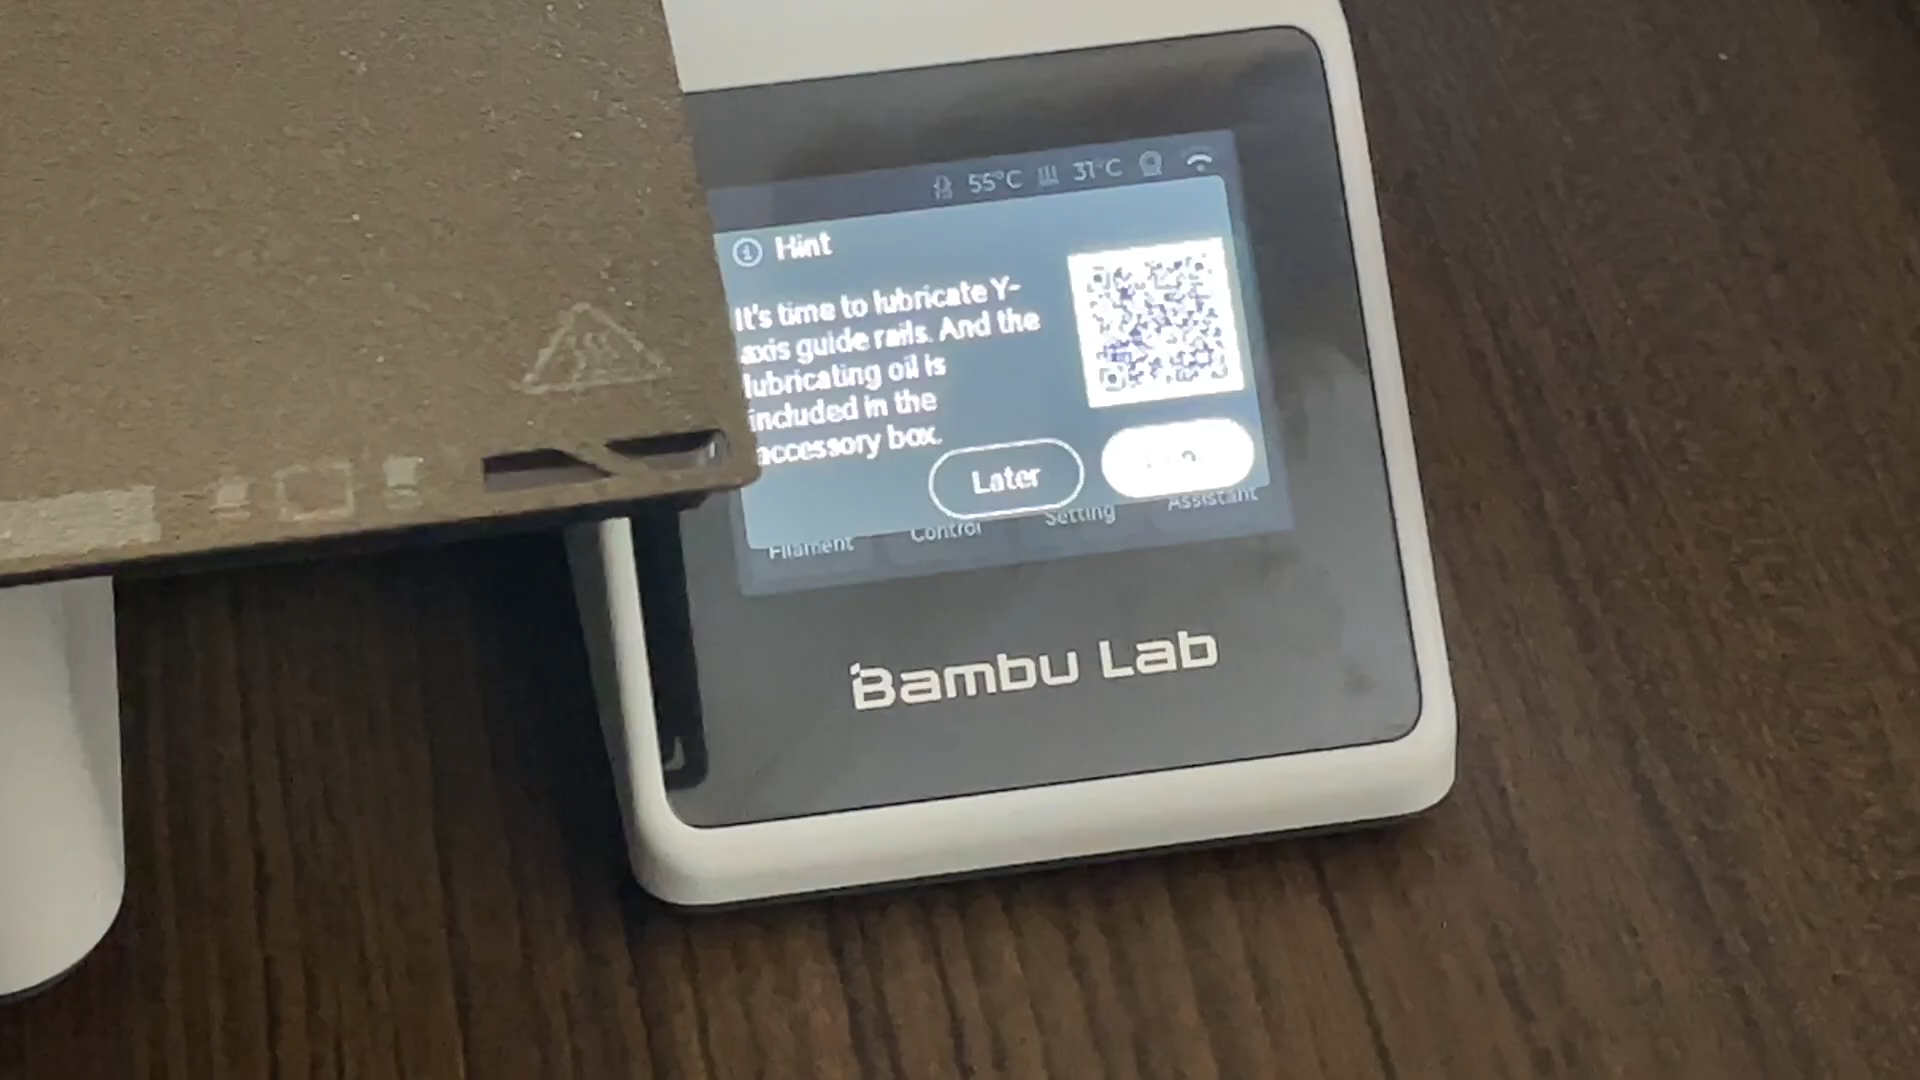 55°C 37°C
Hint
It's time to lubricate Y-
axis guide rails. And the
lubricating oil is
included in the
accessory box.
Later
Filament Control Setting Assistant
Bambu Lab